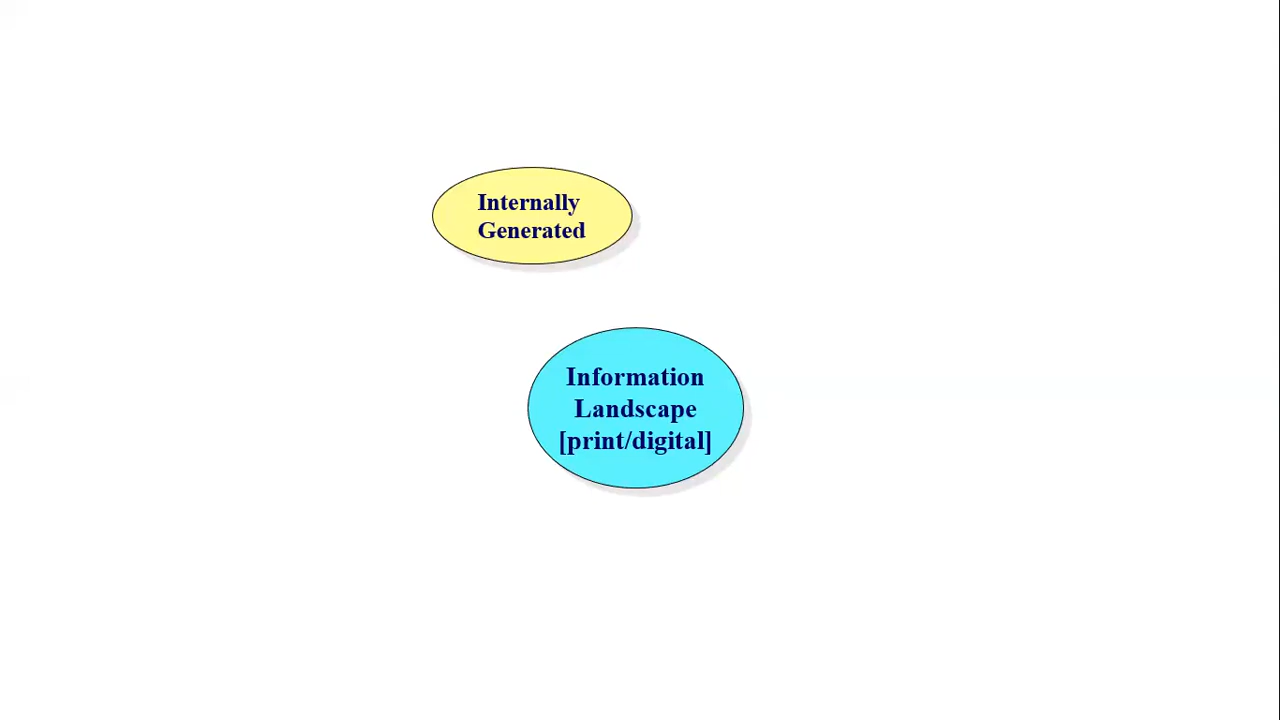 Internally
Generated
Information
Landscape
[print/digital]